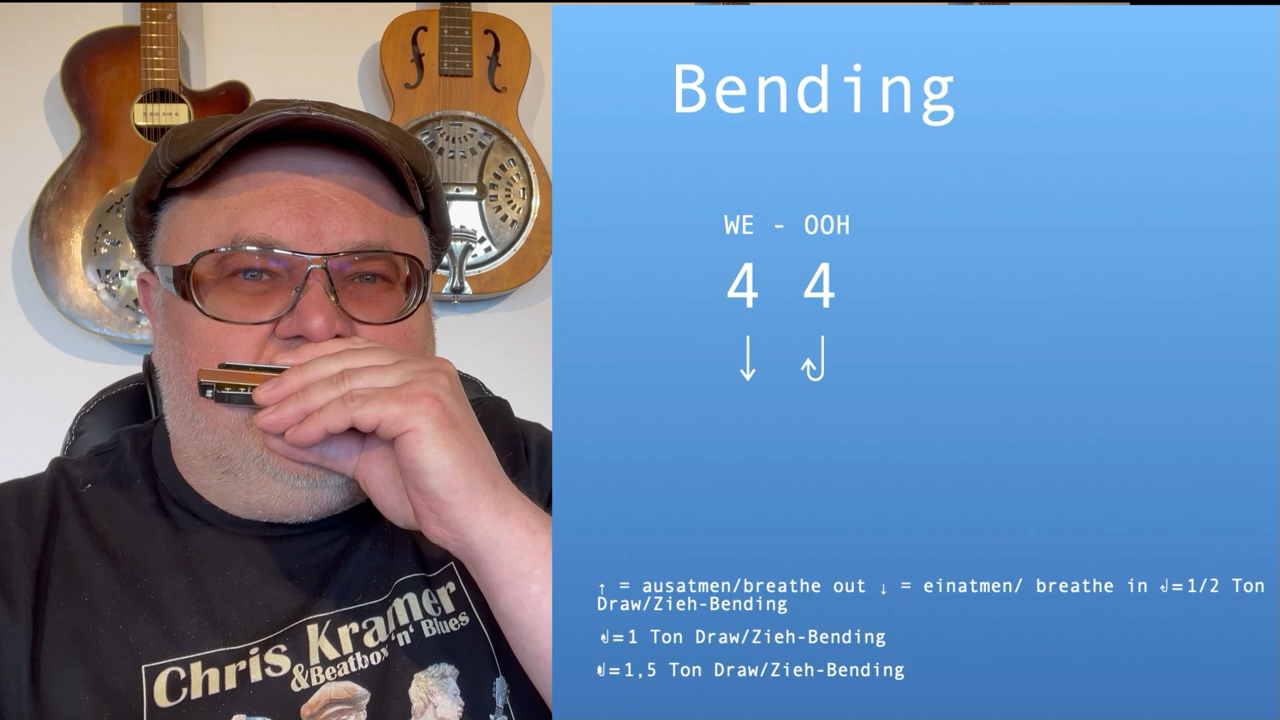 Bending
WE - OOH
4 4
↓
↑ = ausatmen/breathe out ↓ = einatmen/ breathe in =1/2 Ton
Draw/Zieh-Bending
=1 Ton Draw/Zieh-Bending
=1,5 Ton Draw/Zieh-Bending
Chris Kramer
&Beatbox 'n' Blues